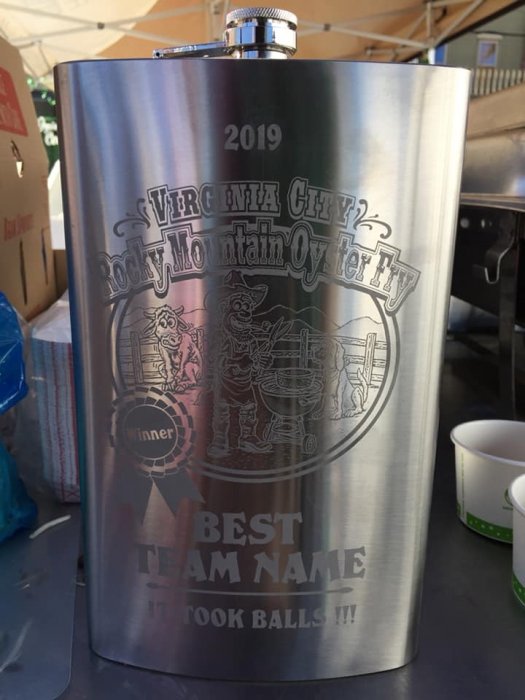 2019
VIRGINIA CITY
Rocky Mountain Oyster Fry
Winner
BEST
TEAM NAME
IT TOOK BALLS !!!